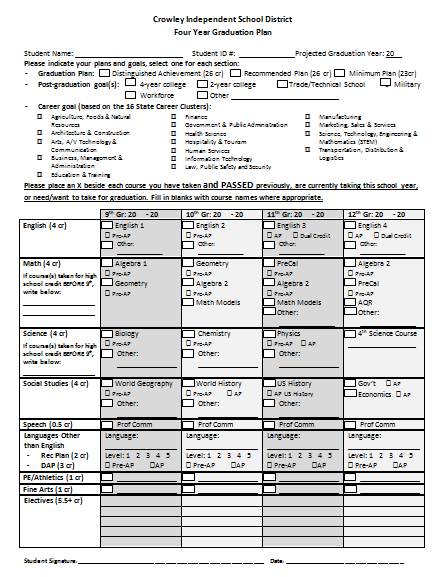 Crowley Independent School District
Four Year Graduation Plan
Student Name: Student ID #: Projected Graduation Year: 20
Please indicate your plans and goals, select one for each section:
- Graduation Plan: Distinguished Achievement (26 cr) Recommended Plan (26 cr) Minimum Plan (23cr)
- Post-graduation goal(s): 4-year college 2-year college Trade/Technical School Military
Workforce Other
- Career goal (based on the 16 State Career Clusters):
Agriculture, Foods & Natural Resources
Architecture & Construction
Arts, A/V Technology & Communication
Business, Management & Administration
Education & Training
Finance
Government & Public Administration
Health Science
Hospitality & Tourism
Human Services
Information Technology
Law, Public Safety and Security
Manufacturing
Marketing, Sales & Services
Science, Technology, Engineering & Mathematics (STEM)
Transportation, Distribution & Logistics
Please place an X beside each course you have taken and PASSED previously, are currently taking this school year,
or need/want to take for graduation. Fill in blanks with course names where appropriate.
9th Gr: 20 - 20 10th Gr: 20 - 20 11th Gr: 20 - 20 12th Gr: 20 - 20
English (4 cr) English 1 English 2 English 3 English 4
Pre-AP Pre-AP AP Dual Credit AP Dual Credit
Other: Other: Other: Other:
Math (4 cr) Algebra 1 Geometry PreCal Algebra 2
If course(s) taken for high Pre-AP Pre-AP Pre-AP Pre-AP
school credit BEFORE 9th, Geometry Algebra 2 Algebra 2 PreCal
write below: Pre-AP Pre-AP Pre-AP Pre-AP
Math Models Math Models AQR
Other: Other:
Science (4 cr) Biology Chemistry Physics 4th Science Course
If course(s) taken for high Pre-AP Pre-AP Pre-AP
school credit BEFORE 9th, Other: Other: Other:
write below:
Social Studies (4 cr) World Geography World History US History Gov't AP
Pre-AP Pre-AP AP AP US History Economics AP
Other: Other: Other:
Speech (0.5 cr) Prof Comm Prof Comm Prof Comm Prof Comm
Languages Other Language: Language: Language: Language:
than English
- Rec Plan (2 cr) Level: 1 2 3 4 5 Level: 1 2 3 4 5 Level: 1 2 3 4 5 Level: 1 2 3 4 5
- DAP (3 cr) Pre-AP AP Pre-AP AP Pre-AP AP Pre-AP AP
PE/Athletics (1 cr)
Fine Arts (1 cr)
Electives (5.5+ cr)
Student Signature: Date: